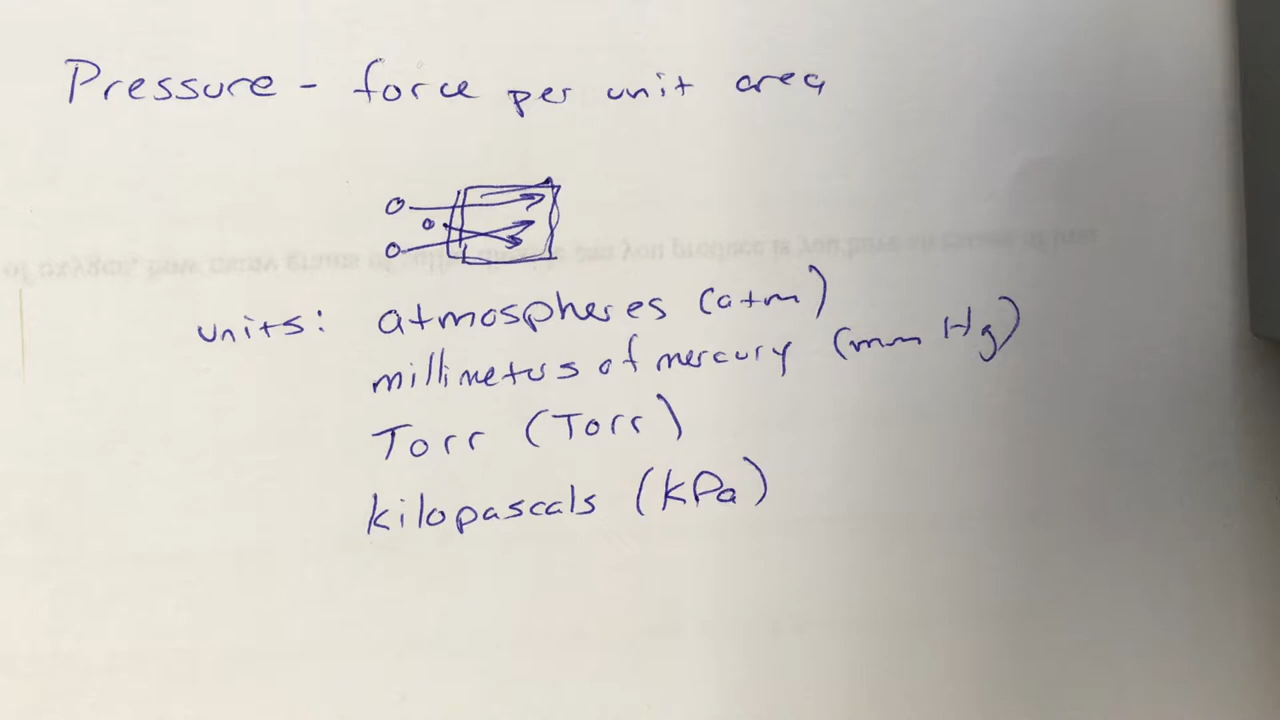 Pressure - force per unit area
units: atmospheres (atm)
millimeters of mercury (mm Hg)
Torr (Torr)
kilopascals (kPa)